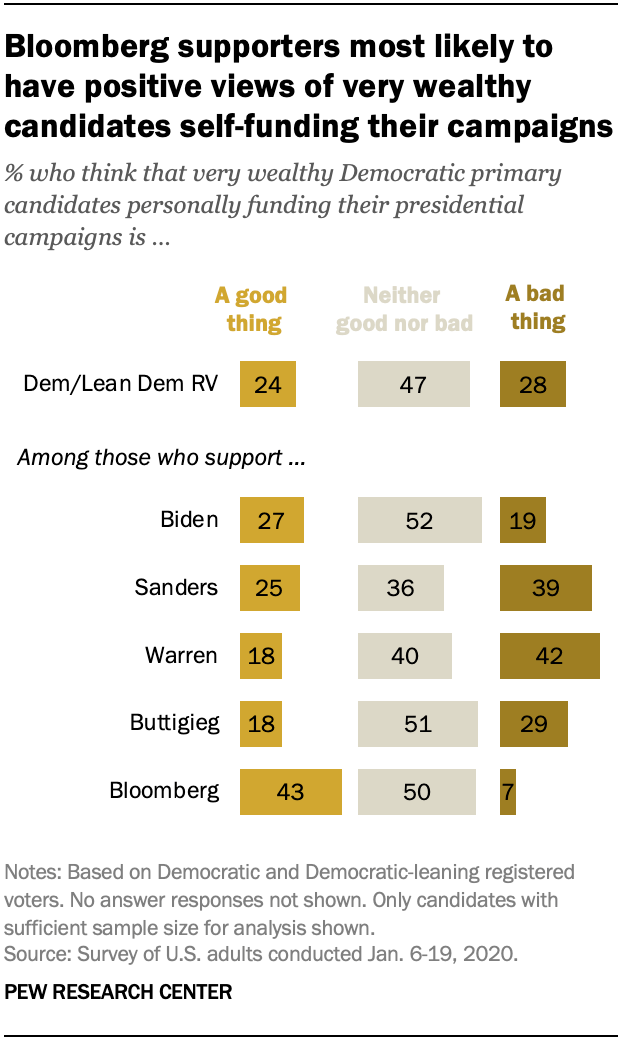 Bloomberg supporters most likely to
have positive views of very wealthy
candidates self-funding their campaigns
% who think that very wealthy Democratic primary
candidates personally funding their presidential
campaigns is ...
A good thing
Neither good nor bad
A bad thing
Dem/Lean Dem RV 24 47 28
Among those who support ...
Biden 27 52 19
Sanders 25 36 39
Warren 18 40 42
Buttigieg 18 51 29
Bloomberg 43 50 7
Notes: Based on Democratic and Democratic-leaning registered
voters. No answer responses not shown. Only candidates with
sufficient sample size for analysis shown.
Source: Survey of U.S. adults conducted Jan. 6-19, 2020.
PEW RESEARCH CENTER